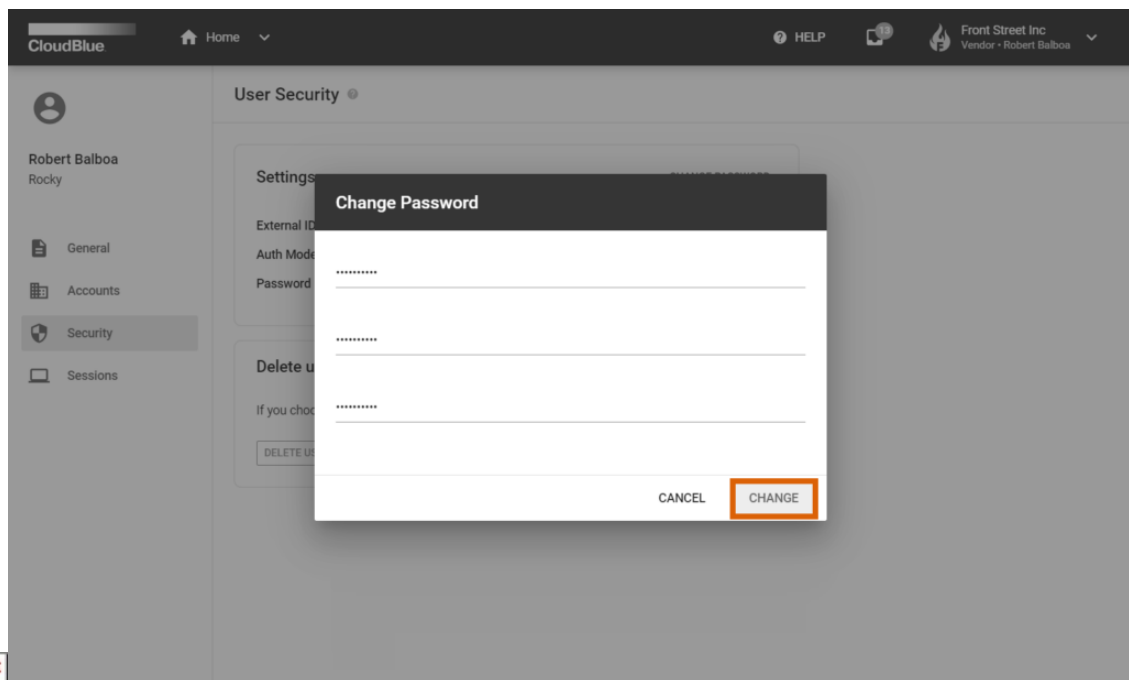 CloudBlue
Home
HELP
13
Front Street Inc
Vendor • Robert Balboa
User Security
Robert Balboa
Rocky
General
Accounts
Security
Sessions
Settings
External ID
Auth Mode
Password
Change Password
••••••••••
••••••••••
••••••••••
CANCEL
CHANGE
Delete u
If you choo
DELETE US